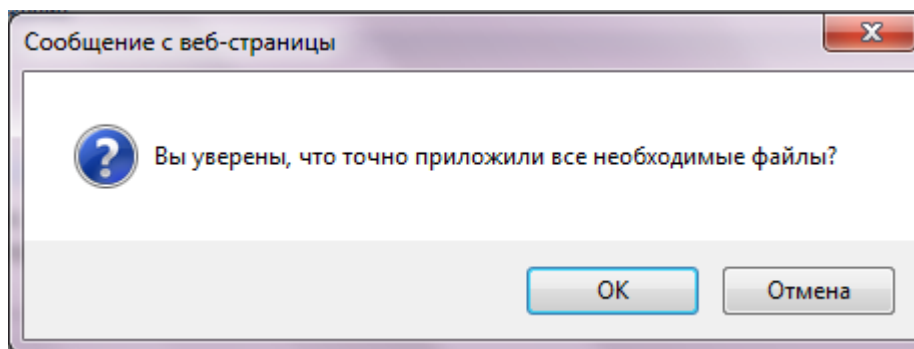 Сообщение с веб-страницы
Вы уверены, что точно приложили все необходимые файлы?
OK
Отмена